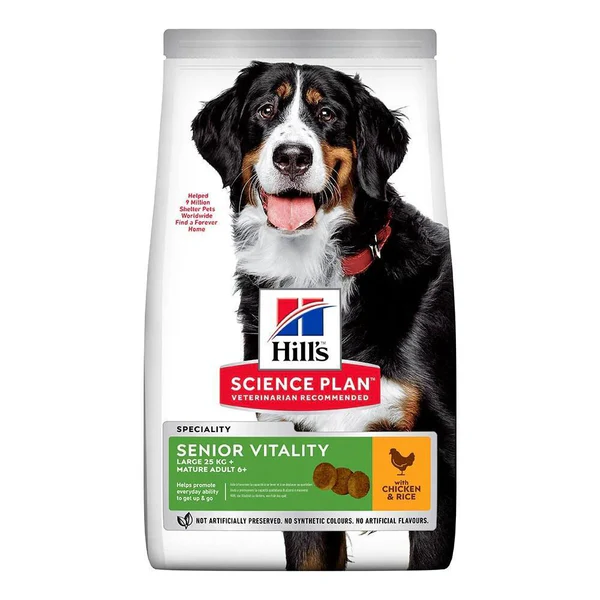 Helped
9 Million
Shelter Pets
Worldwide
Find a Forever
Home
Hill's™
SCIENCE PLAN™
VETERINARIAN RECOMMENDED
SPECIALITY
SENIOR VITALITY
LARGE 25 KG +
MATURE ADULT 6+
Helps promote
everyday ability
to get up & go
with
CHICKEN
& RICE
NOT ARTIFICIALLY PRESERVED. NO SYNTHETIC COLOURS. NO ARTIFICIAL FLAVOURS.